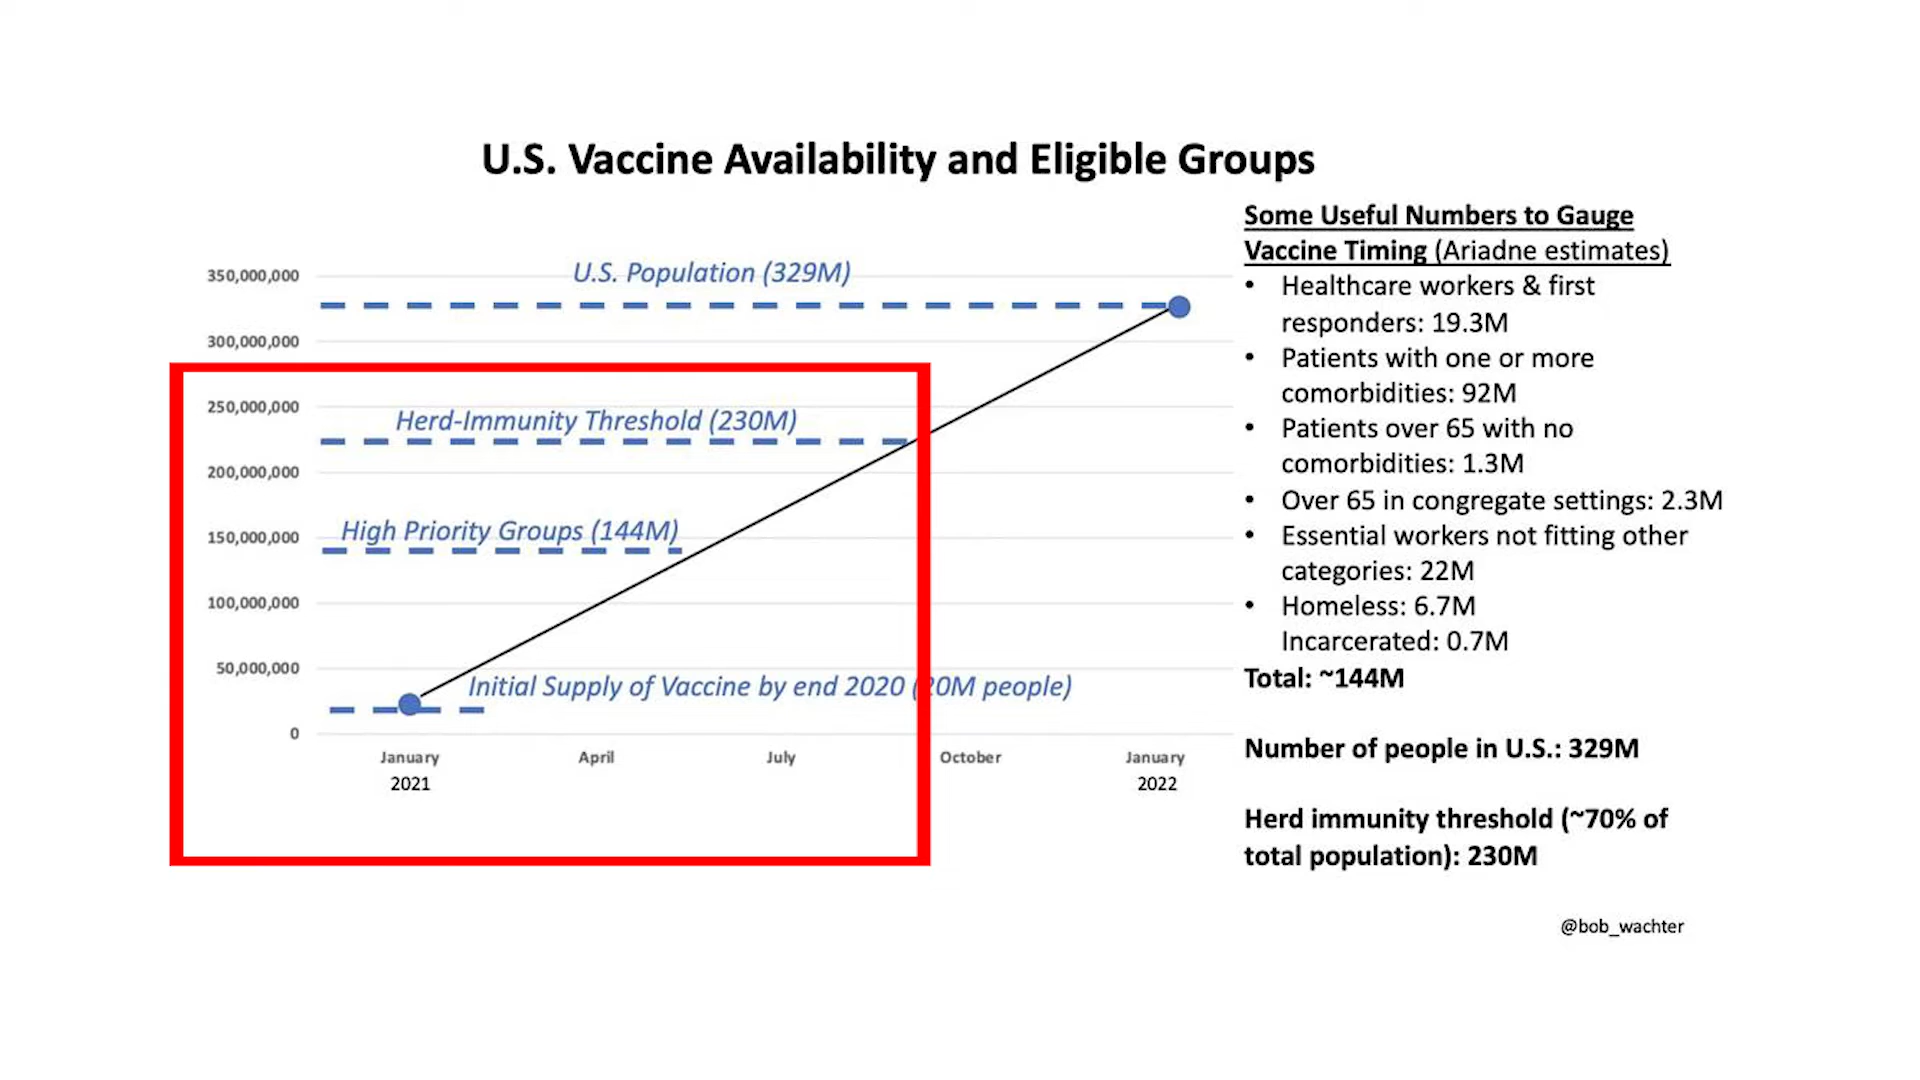 U.S. Vaccine Availability and Eligible Groups
350,000,000
300,000,000
250,000,000
200,000,000
150,000,000
100,000,000
50,000,000
0
U.S. Population (329M)
Herd-Immunity Threshold (230M)
High Priority Groups (144M)
Initial Supply of Vaccine by end 2020 (20M people)
January April July October January
2021 2022
Some Useful Numbers to Gauge
Vaccine Timing (Ariadne estimates)
• Healthcare workers & first
responders: 19.3M
• Patients with one or more
comorbidities: 92M
• Patients over 65 with no
comorbidities: 1.3M
• Over 65 in congregate settings: 2.3M
• Essential workers not fitting other
categories: 22M
• Homeless: 6.7M
Incarcerated: 0.7M
Total: ~144M
Number of people in U.S.: 329M
Herd immunity threshold (~70% of
total population): 230M
@bob_wachter